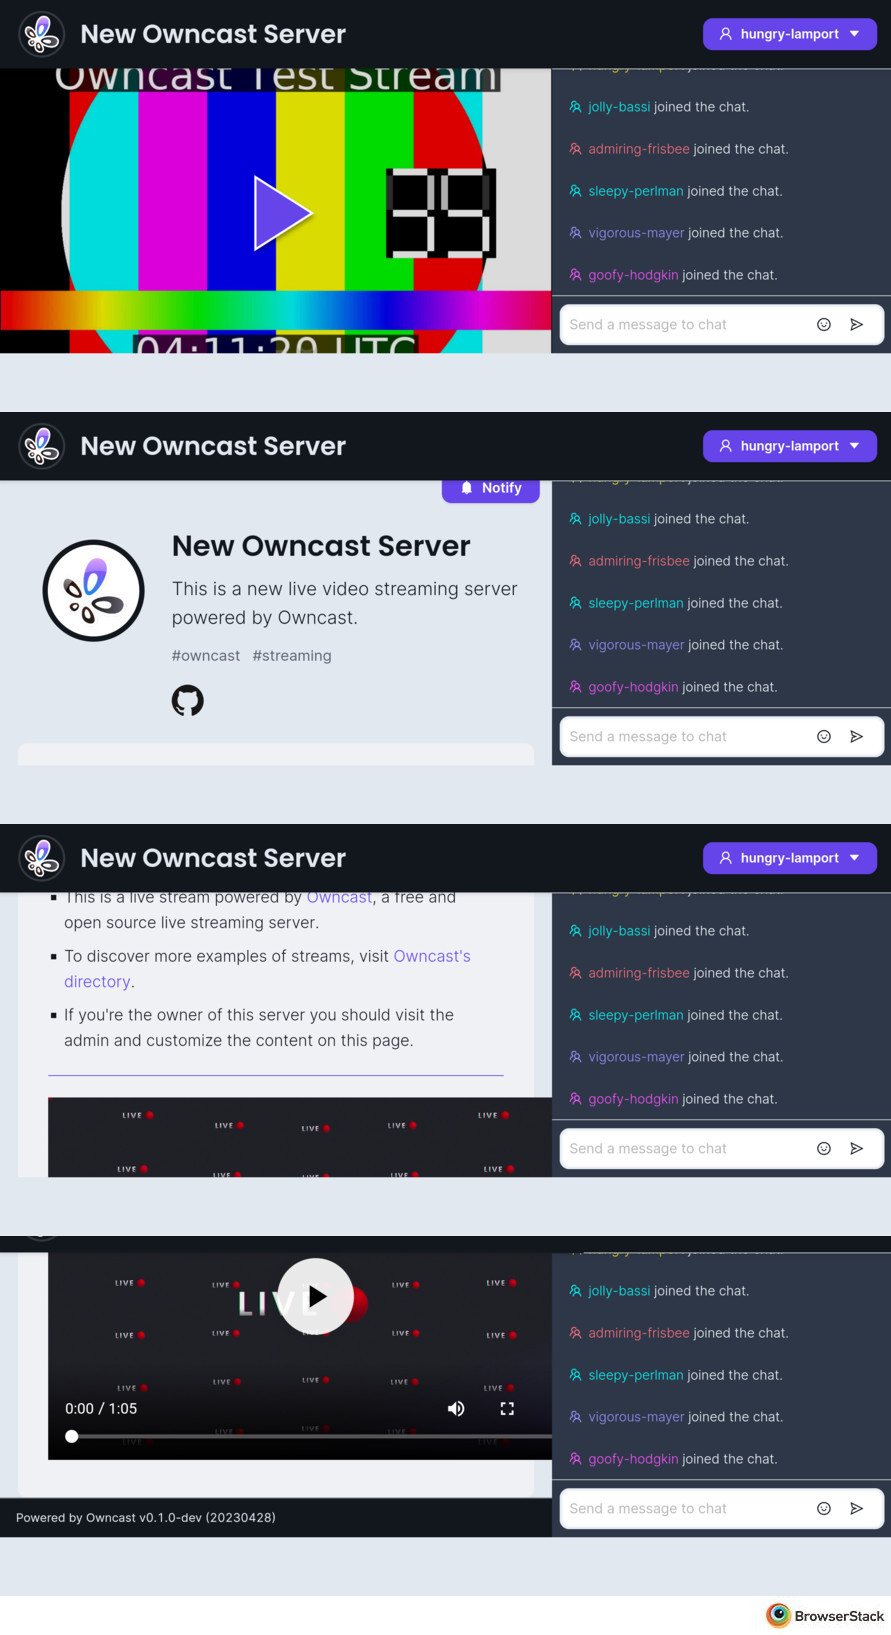 New Owncast Server
hungry-lamport
Owncast Test Stream
jolly-bassi joined the chat.
admiring-frisbee joined the chat.
sleepy-perlman joined the chat.
vigorous-mayer joined the chat.
goofy-hodgkin joined the chat.
Send a message to chat
04:11:20 UTC
New Owncast Server
hungry-lamport
Notify
New Owncast Server
This is a new live video streaming server
powered by Owncast.
#owncast #streaming
jolly-bassi joined the chat.
admiring-frisbee joined the chat.
sleepy-perlman joined the chat.
vigorous-mayer joined the chat.
goofy-hodgkin joined the chat.
Send a message to chat
New Owncast Server
hungry-lamport
This is a live stream powered by Owncast, a free and
open source live streaming server.
To discover more examples of streams, visit Owncast's
directory.
If you're the owner of this server you should visit the
admin and customize the content on this page.
LIVE LIVE LIVE LIVE LIVE
LIVE LIVE LIVE LIVE LIVE
jolly-bassi joined the chat.
admiring-frisbee joined the chat.
sleepy-perlman joined the chat.
vigorous-mayer joined the chat.
goofy-hodgkin joined the chat.
Send a message to chat
LIVE LIVE LIVE LIVE
LIVE
LIVE LIVE LIVE LIVE LIVE
LIVE LIVE LIVE LIVE LIVE
0:00 / 1:05
jolly-bassi joined the chat.
admiring-frisbee joined the chat.
sleepy-perlman joined the chat.
vigorous-mayer joined the chat.
goofy-hodgkin joined the chat.
Send a message to chat
Powered by Owncast v0.1.0-dev (20230428)
BrowserStack